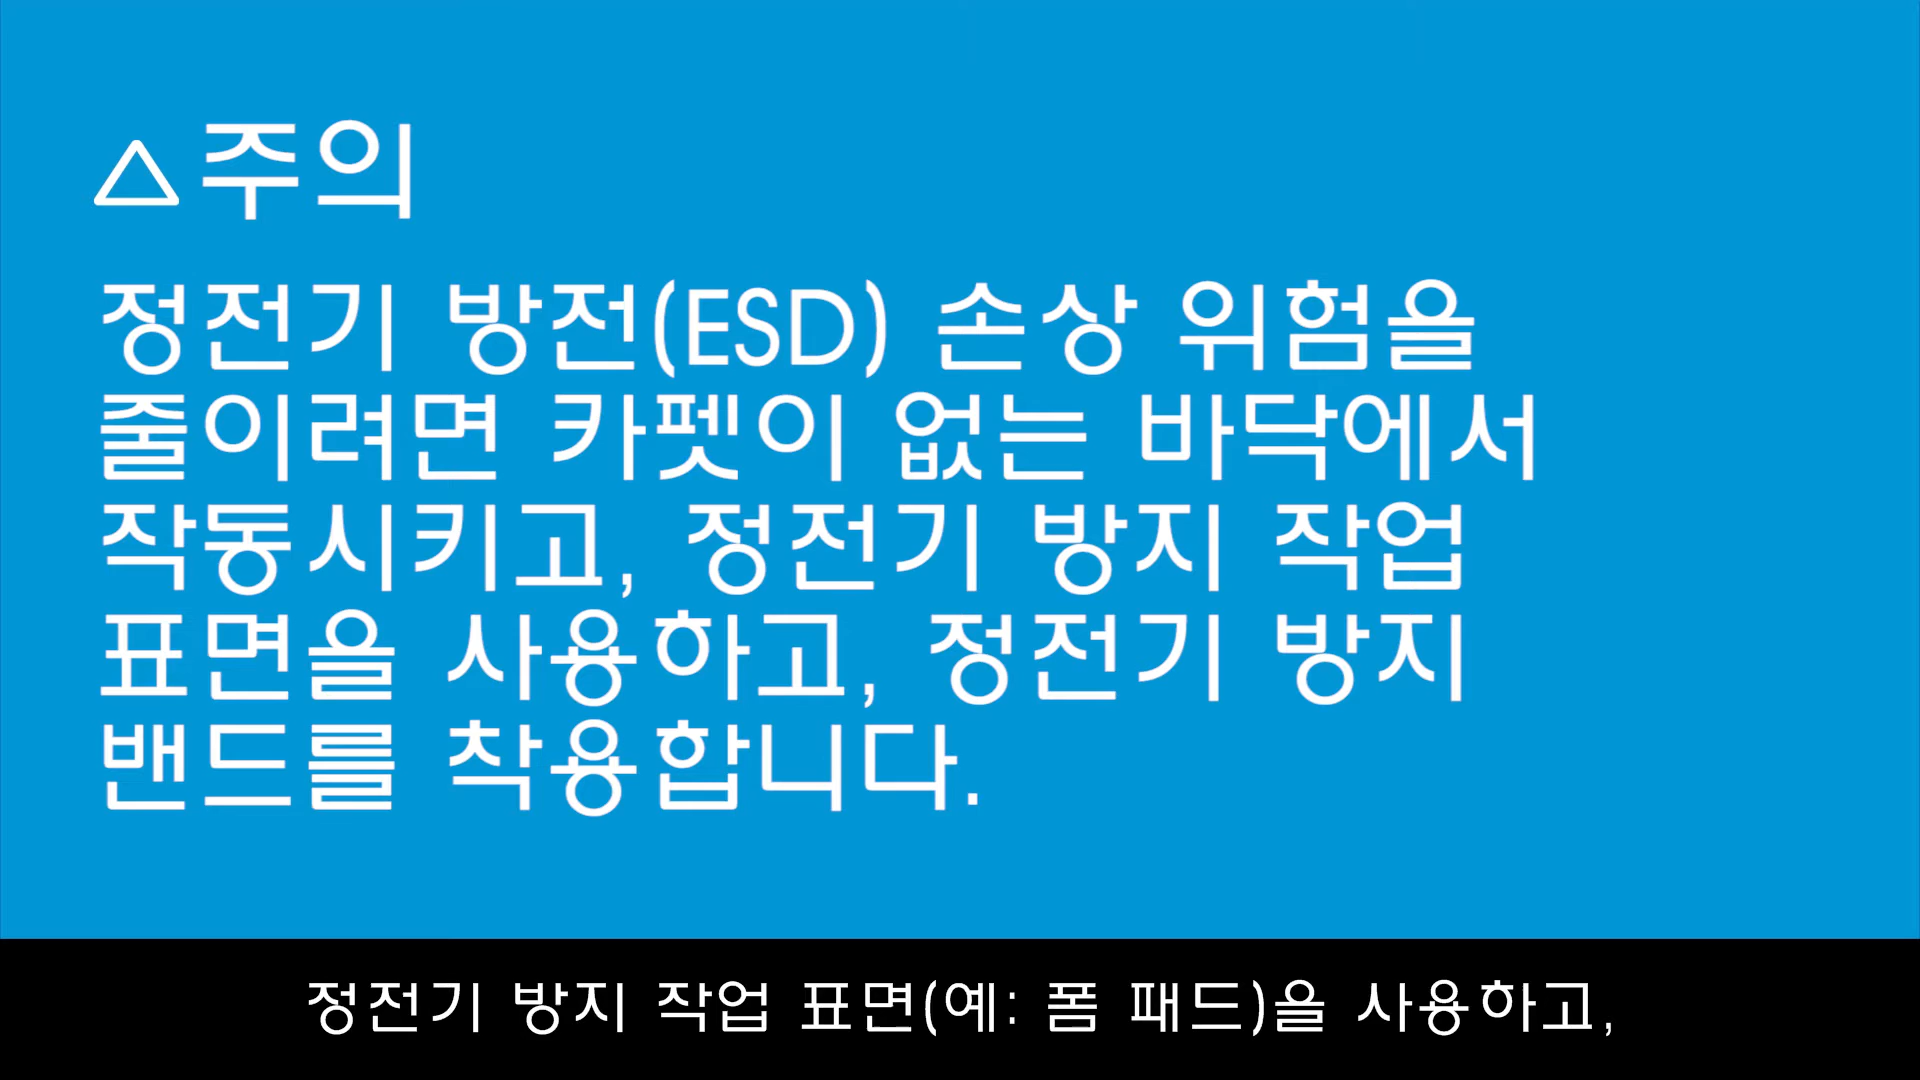 △주의
정전기 방전(ESD) 손상 위험을
줄이려면 카펫이 없는 바닥에서
작동시키고, 정전기 방지 작업
표면을 사용하고, 정전기 방지
밴드를 착용합니다.
정전기 방지 작업 표면(예: 폼 패드)을 사용하고,